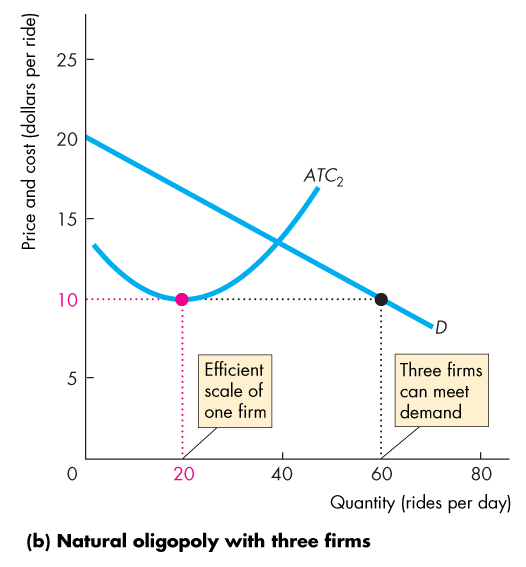 Price and cost (dollars per ride)
25
20
15
10
5
0
ATC2
D
Efficient
scale of
one firm
Three firms
can meet
demand
20
40
60
80
Quantity (rides per day)
(b) Natural oligopoly with three firms